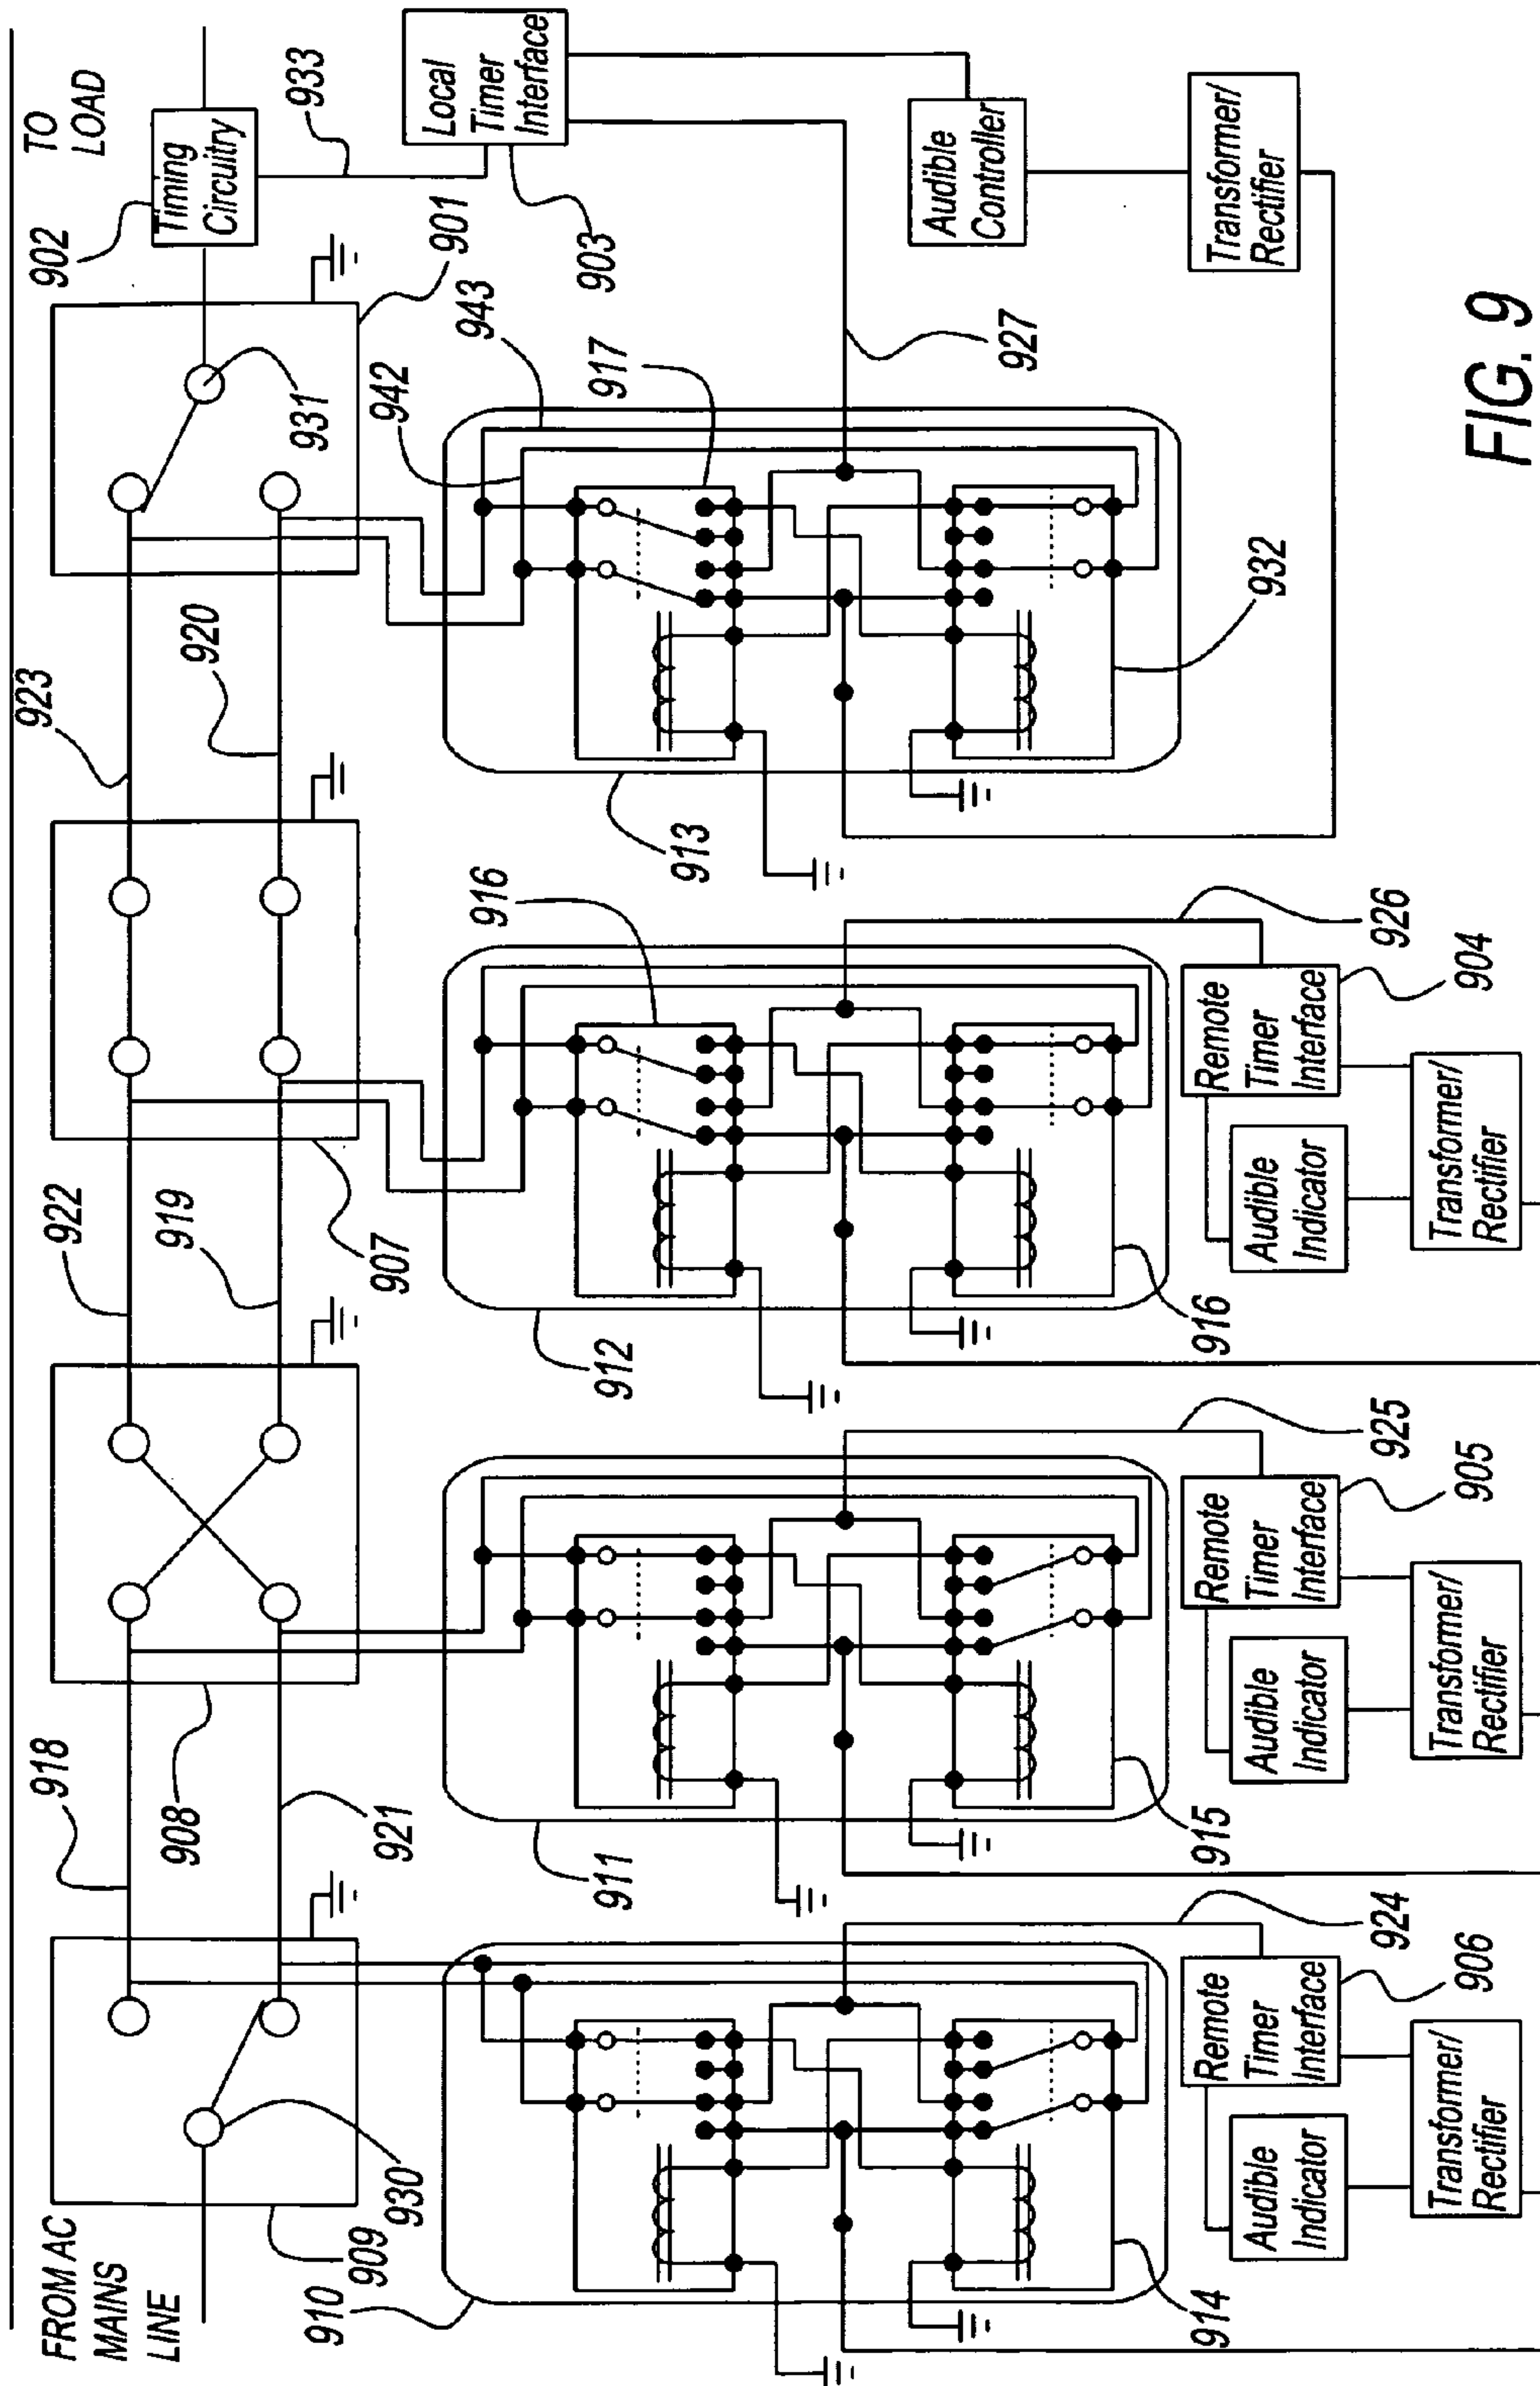 FROM AC
MAINS
LINE
910
909
930
918
908
921
922
919
907
923
920
TO
LOAD
902
Timing
Circuitry
933
901
931
Local
Timer
Interface
903
943
942
917
927
913
932
Audible
Controller
Transformer/
Rectifier
916
912
916
926
904
Remote
Timer
Interface
Audible
Indicator
Transformer/
Rectifier
911
915
925
905
Remote
Timer
Interface
Audible
Indicator
Transformer/
Rectifier
914
924
906
Remote
Timer
Interface
Audible
Indicator
Transformer/
Rectifier
FIG. 9